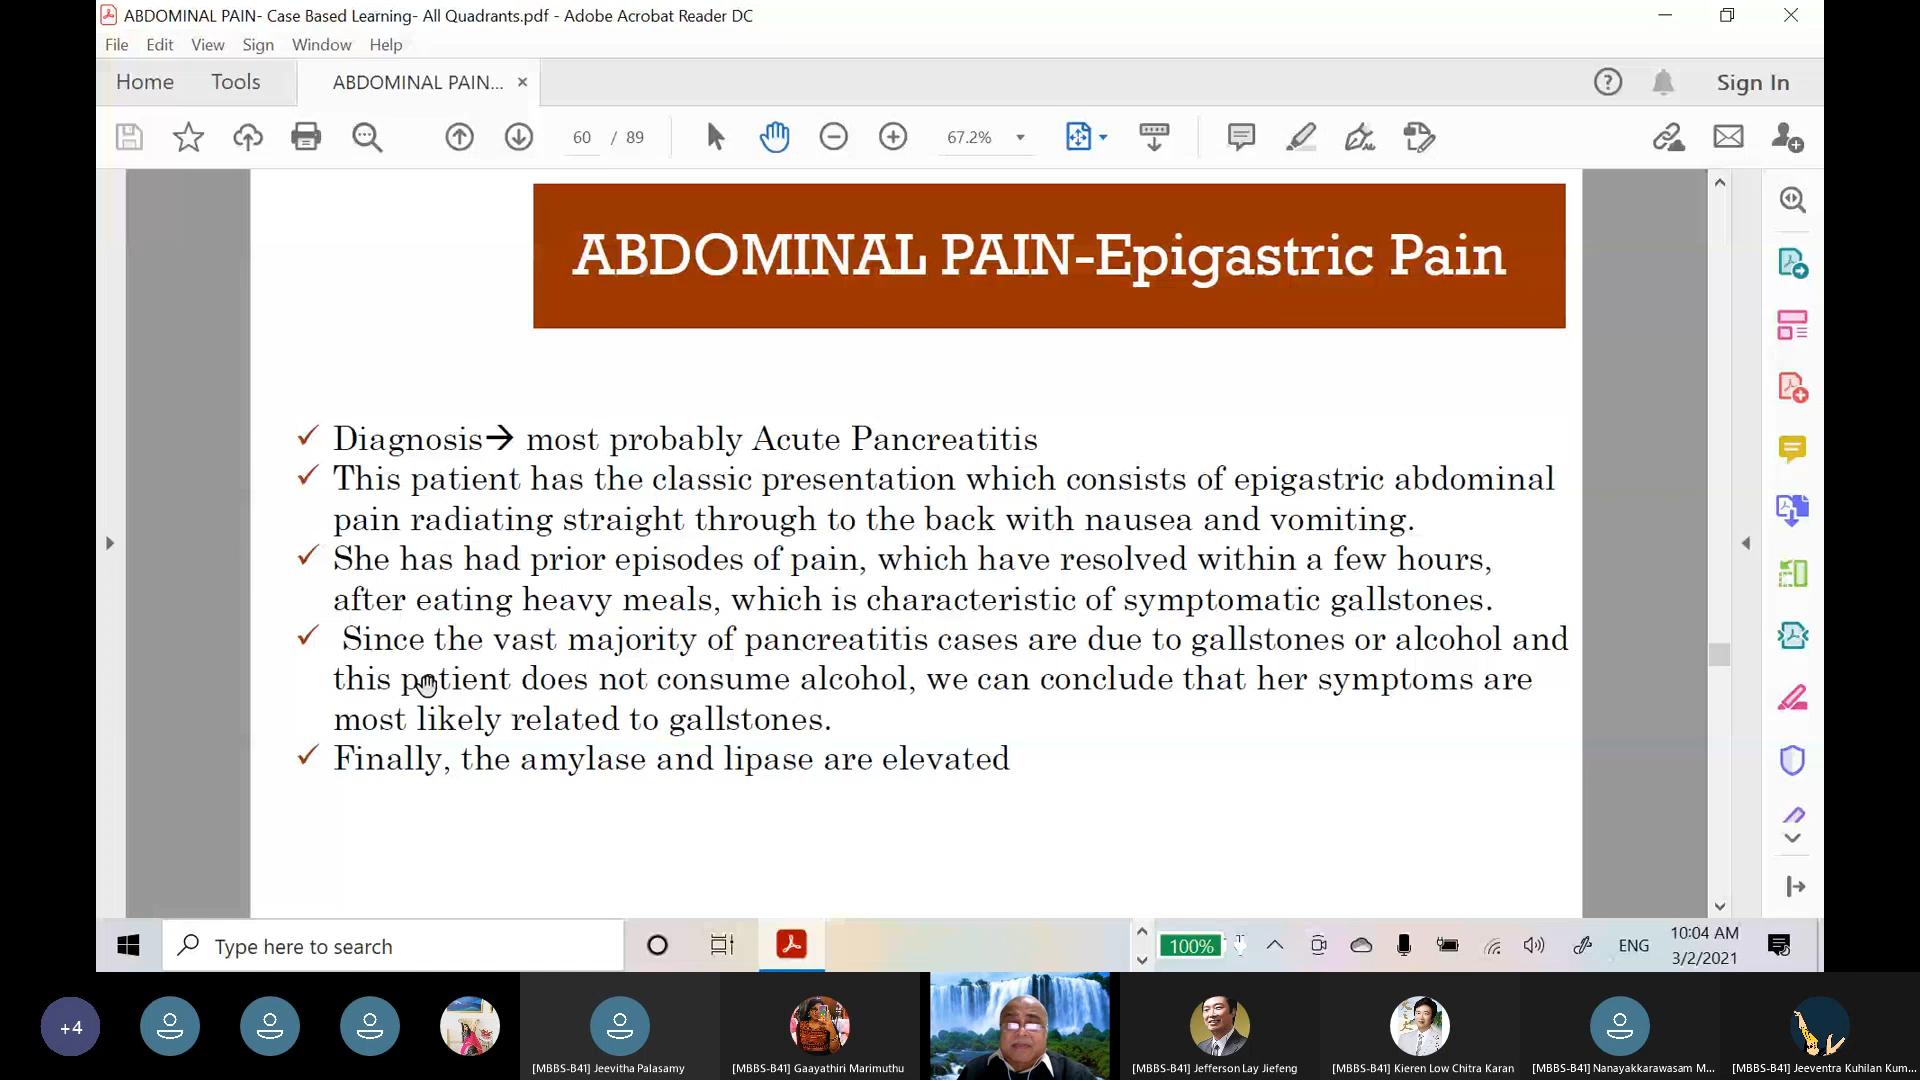 ABDOMINAL PAIN- Case Based Learning- All Quadrants.pdf - Adobe Acrobat Reader DC
File Edit View Sign Window Help
Home Tools ABDOMINAL PAIN... × Sign In
60 / 89 67.2%
ABDOMINAL PAIN-Epigastric Pain
✓ Diagnosis→ most probably Acute Pancreatitis
✓ This patient has the classic presentation which consists of epigastric abdominal
pain radiating straight through to the back with nausea and vomiting.
✓ She has had prior episodes of pain, which have resolved within a few hours,
after eating heavy meals, which is characteristic of symptomatic gallstones.
✓ Since the vast majority of pancreatitis cases are due to gallstones or alcohol and
this patient does not consume alcohol, we can conclude that her symptoms are
most likely related to gallstones.
✓ Finally, the amylase and lipase are elevated
Type here to search
100%
ENG
10:04 AM
3/2/2021
+4
[MBBS-B41] Jeevitha Palasamy
[MBBS-B41] Gaayathiri Marimuthu
[MBBS-B41] Jefferson Lay Jiefeng
[MBBS-B41] Kieren Low Chitra Karan
[MBBS-B41] Nanayakkarawasam M...
[MBBS-B41] Jeeventra Kuhilan Kum...